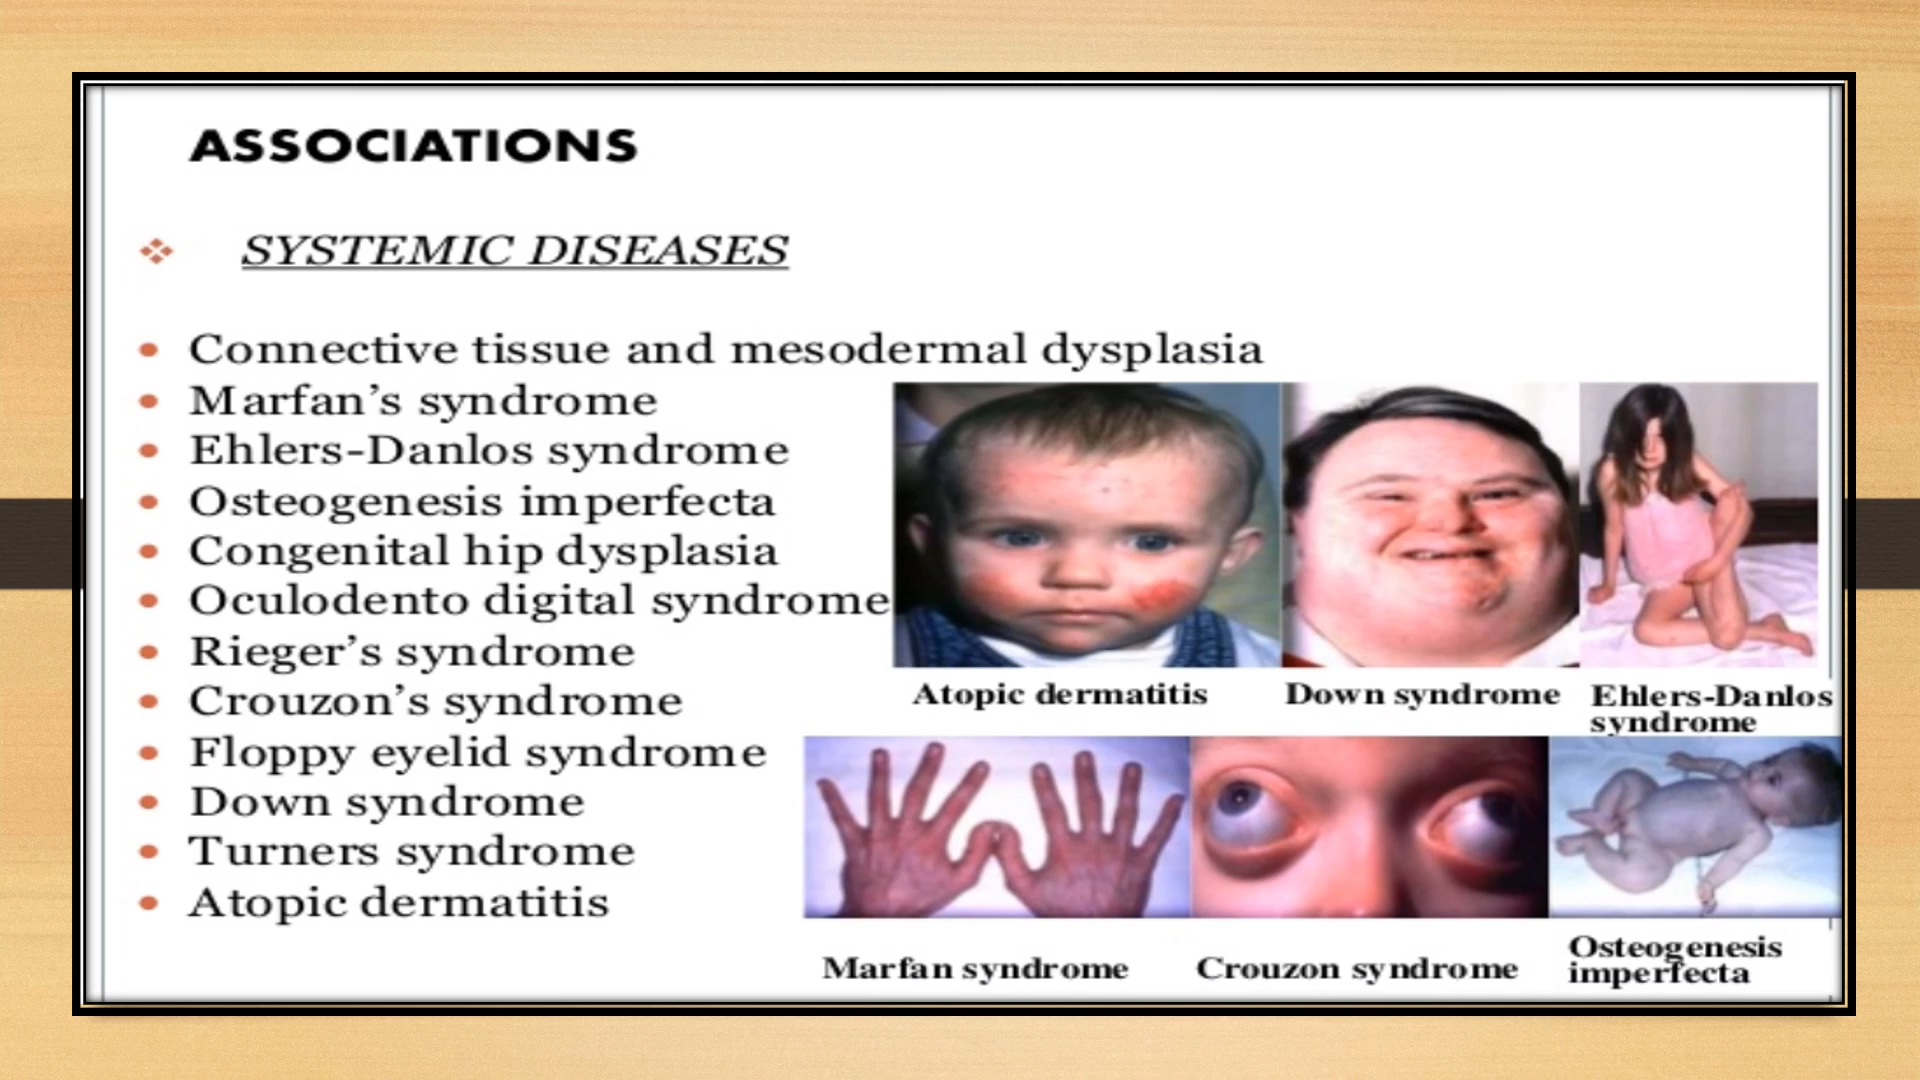 ASSOCIATIONS
SYSTEMIC DISEASES
Connective tissue and mesodermal dysplasia
Marfan’s syndrome
Ehlers-Danlos syndrome
Osteogenesis imperfecta
Congenital hip dysplasia
Oculodento digital syndrome
Rieger’s syndrome
Crouzon’s syndrome
Floppy eyelid syndrome
Down syndrome
Turners syndrome
Atopic dermatitis
Atopic dermatitis
Down syndrome
Ehlers-Danlos
syndrome
Marfan syndrome
Crouzon syndrome
Osteogenesis
imperfecta